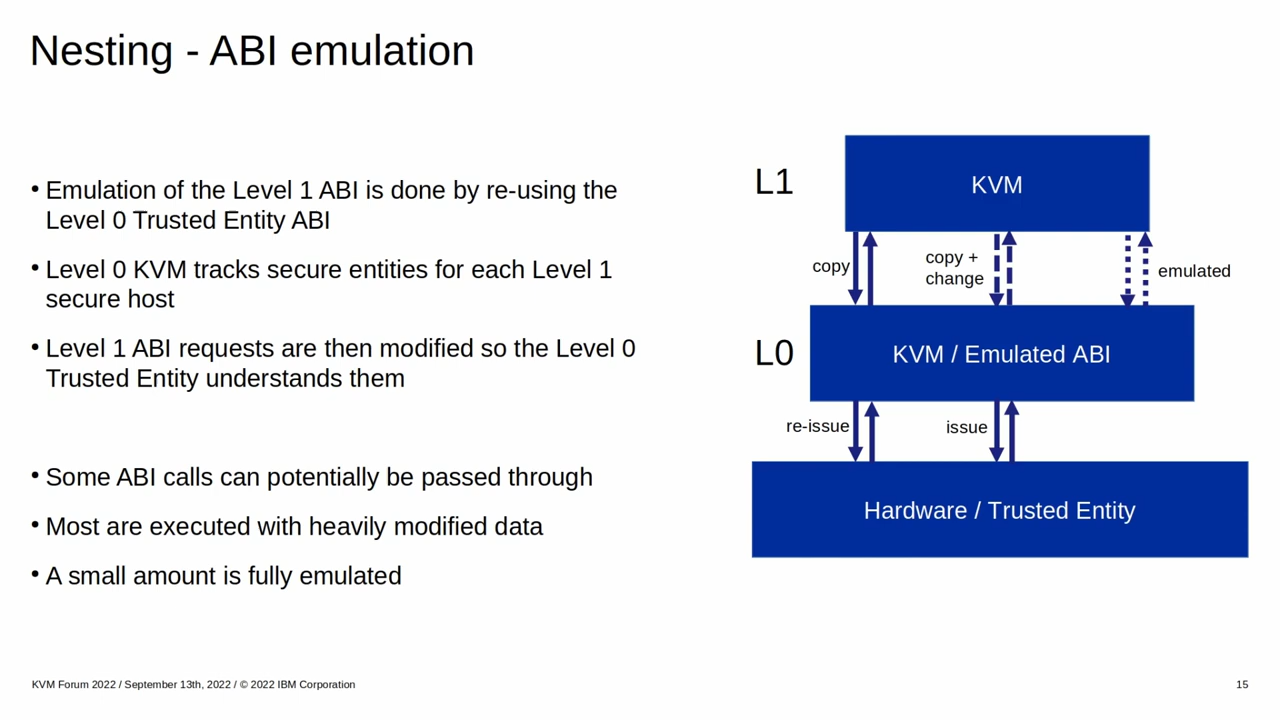 Nesting - ABI emulation
• Emulation of the Level 1 ABI is done by re-using the
Level 0 Trusted Entity ABI
• Level 0 KVM tracks secure entities for each Level 1
secure host
• Level 1 ABI requests are then modified so the Level 0
Trusted Entity understands them
• Some ABI calls can potentially be passed through
• Most are executed with heavily modified data
• A small amount is fully emulated
L1
KVM
copy
copy +
change
emulated
L0
KVM / Emulated ABI
re-issue
issue
Hardware / Trusted Entity
KVM Forum 2022 / September 13th, 2022 / © 2022 IBM Corporation
15